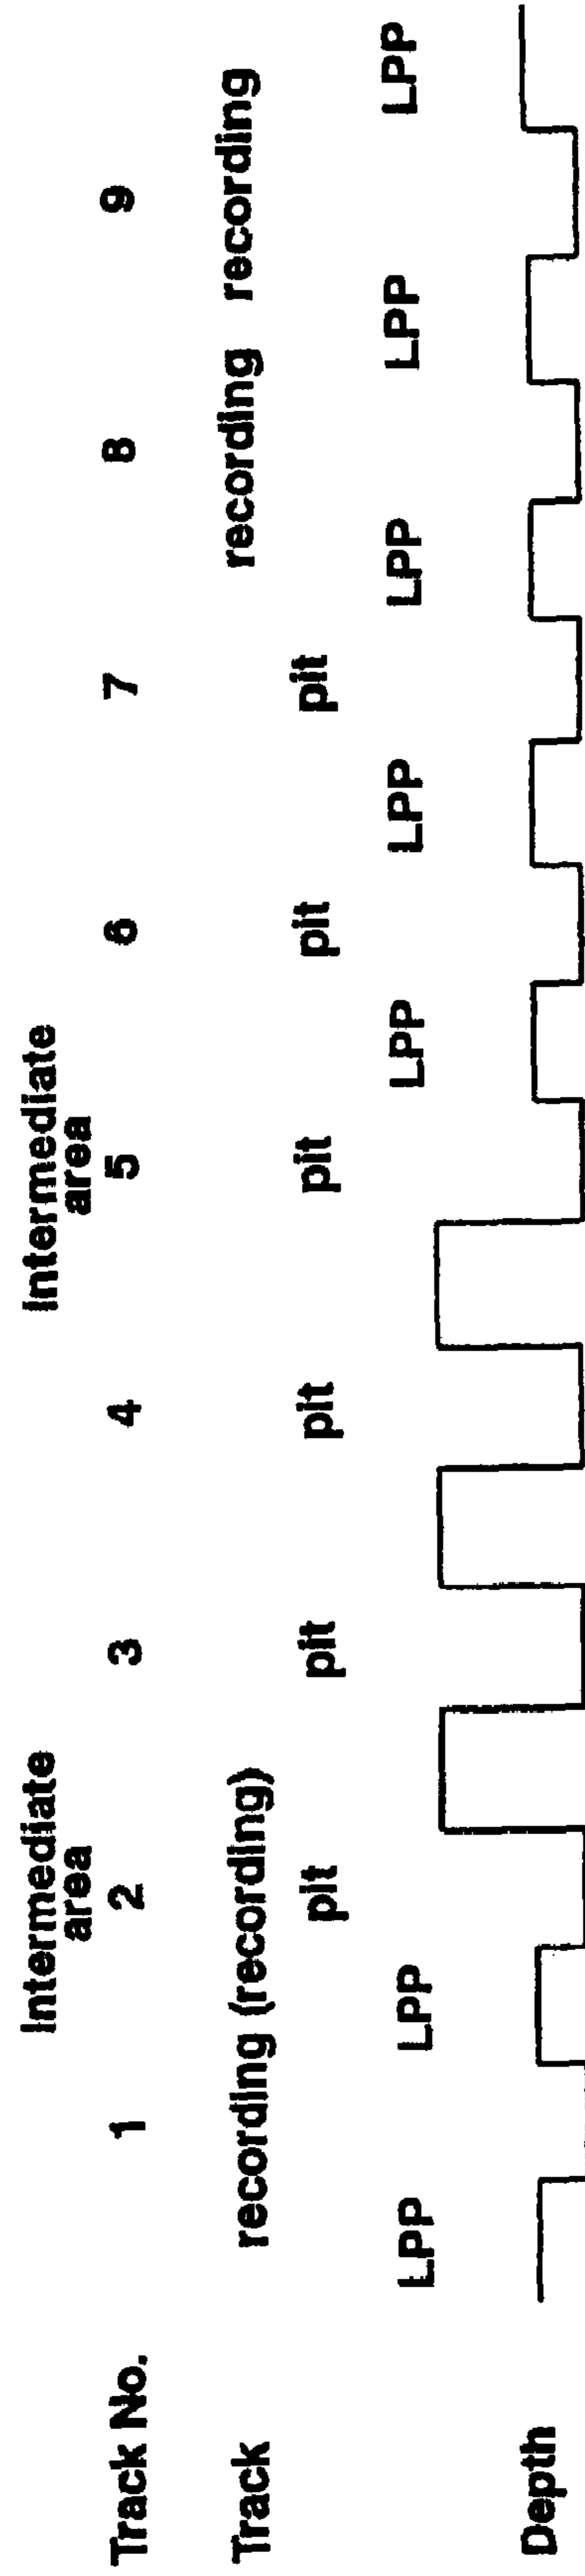 Intermediate area Intermediate area
Track No. 1 2 3 4 5 6 7 8 9
Track recording (recording) recording recording
pit pit pit pit pit pit
LPP LPP LPP LPP LPP LPP LPP
Depth